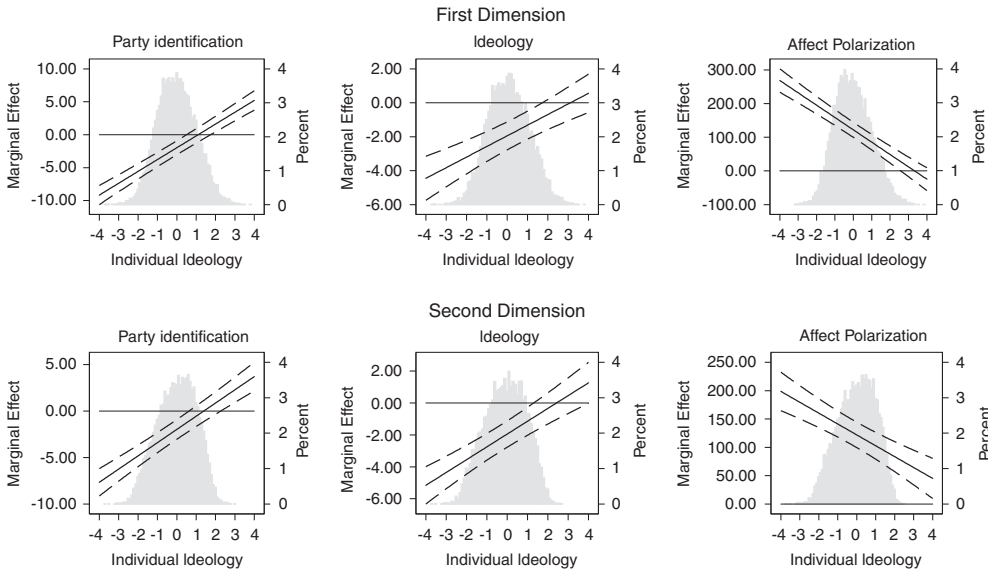 First Dimension
Party identification
Ideology
Affect Polarization
10.00
5.00
0.00
-5.00
-10.00
Marginal Effect
4
3
2
1
0
Percent
-4 -3 -2 -1 0 1 2 3 4
Individual Ideology
2.00
0.00
-2.00
-4.00
-6.00
Marginal Effect
4
3
2
1
0
Percent
-4 -3 -2 -1 0 1 2 3 4
Individual Ideology
300.00
200.00
100.00
0.00
-100.00
Marginal Effect
4
3
2
1
0
Percent
-4 -3 -2 -1 0 1 2 3 4
Individual Ideology
Second Dimension
Party identification
Ideology
Affect Polarization
5.00
0.00
-5.00
-10.00
Marginal Effect
4
3
2
1
0
Percent
-4 -3 -2 -1 0 1 2 3 4
Individual Ideology
2.00
0.00
-2.00
-4.00
-6.00
Marginal Effect
4
3
2
1
0
Percent
-4 -3 -2 -1 0 1 2 3 4
Individual Ideology
250.00
200.00
150.00
100.00
50.00
0.00
Marginal Effect
4
3
2
1
0
Percent
-4 -3 -2 -1 0 1 2 3 4
Individual Ideology